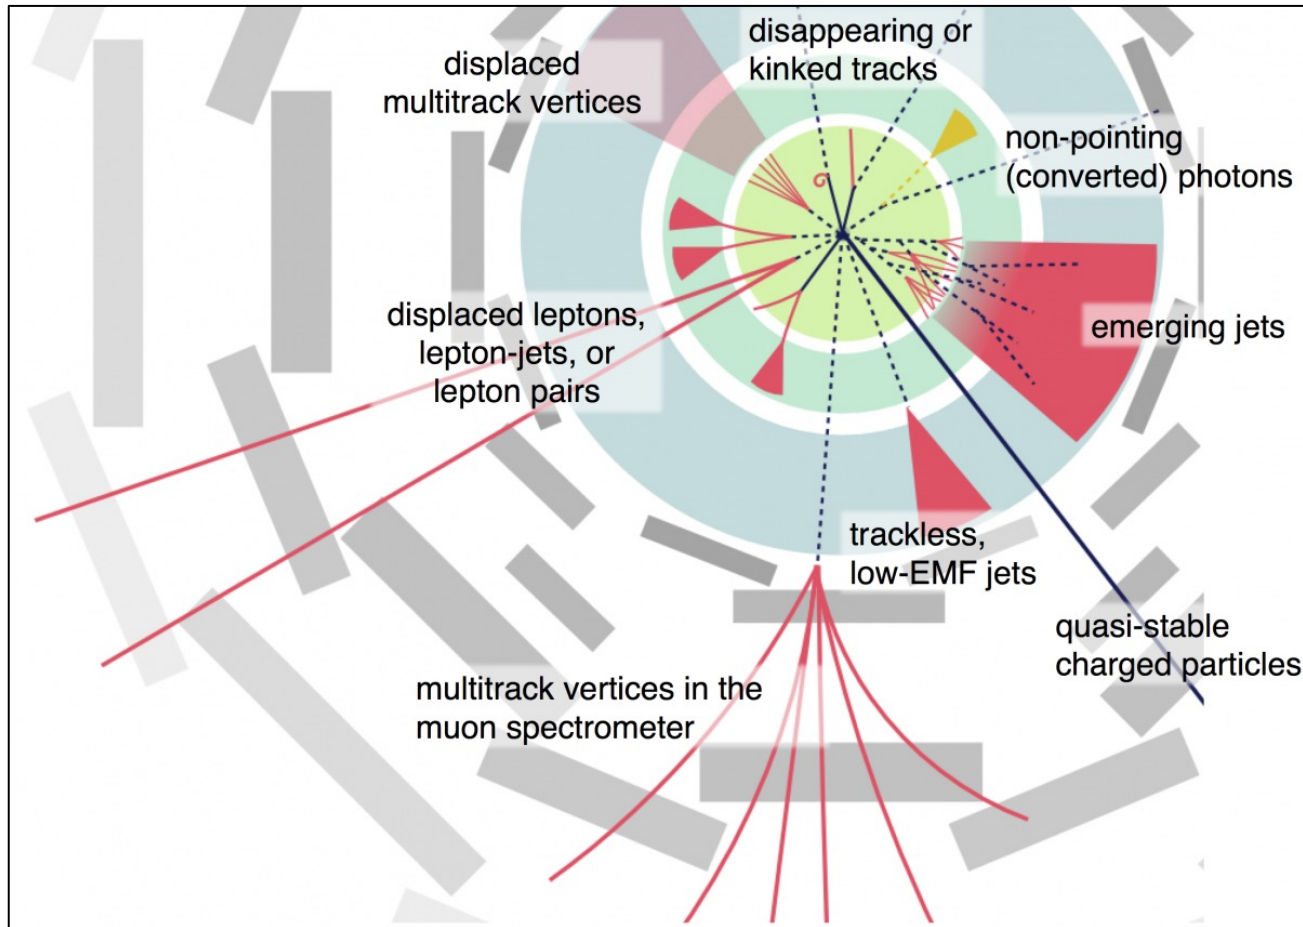 disappearing or
kinked tracks
displaced
multitrack vertices
non-pointing
(converted) photons
displaced leptons,
lepton-jets, or
lepton pairs
emerging jets
trackless,
low-EMF jets
quasi-stable
charged particles
multitrack vertices in the
muon spectrometer